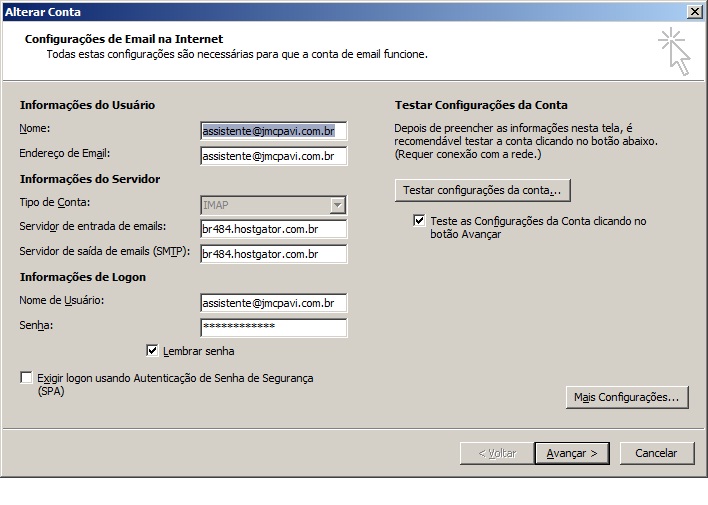 Alterar Conta
Configurações de Email na Internet
Todas estas configurações são necessárias para que a conta de email funcione.
Informações do Usuário
Nome:
assistente@jmcpavi.com.br
Endereço de Email:
assistente@jmcpavi.com.br
Informações do Servidor
Tipo de Conta:
IMAP
Servidor de entrada de emails:
br484.hostgator.com.br
Servidor de saída de emails (SMTP):
br484.hostgator.com.br
Informações de Logon
Nome de Usuário:
assistente@jmcpavi.com.br
Senha:
************
Lembrar senha
Exigir logon usando Autenticação de Senha de Segurança
(SPA)
Testar Configurações da Conta
Depois de preencher as informações nesta tela, é
recomendável testar a conta clicando no botão abaixo.
(Requer conexão com a rede.)
Testar configurações da conta...
Teste as Configurações da Conta clicando no
botão Avançar
Mais Configurações...
< Voltar
Avançar >
Cancelar